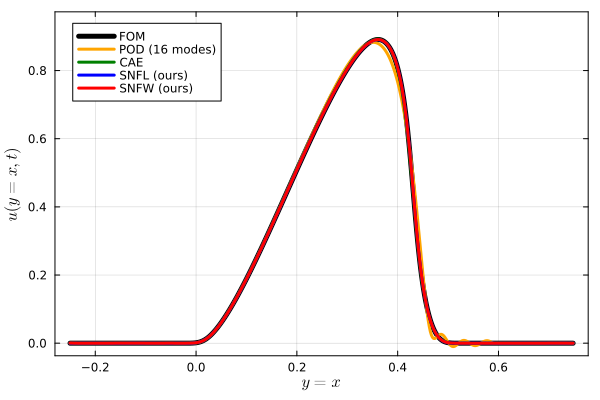 FOM
POD (16 modes)
CAE
SNFL (ours)
SNFW (ours)
u(y = x, t)
0.8
0.6
0.4
0.2
0.0
−0.2 0.0 0.2 0.4 0.6
y = x